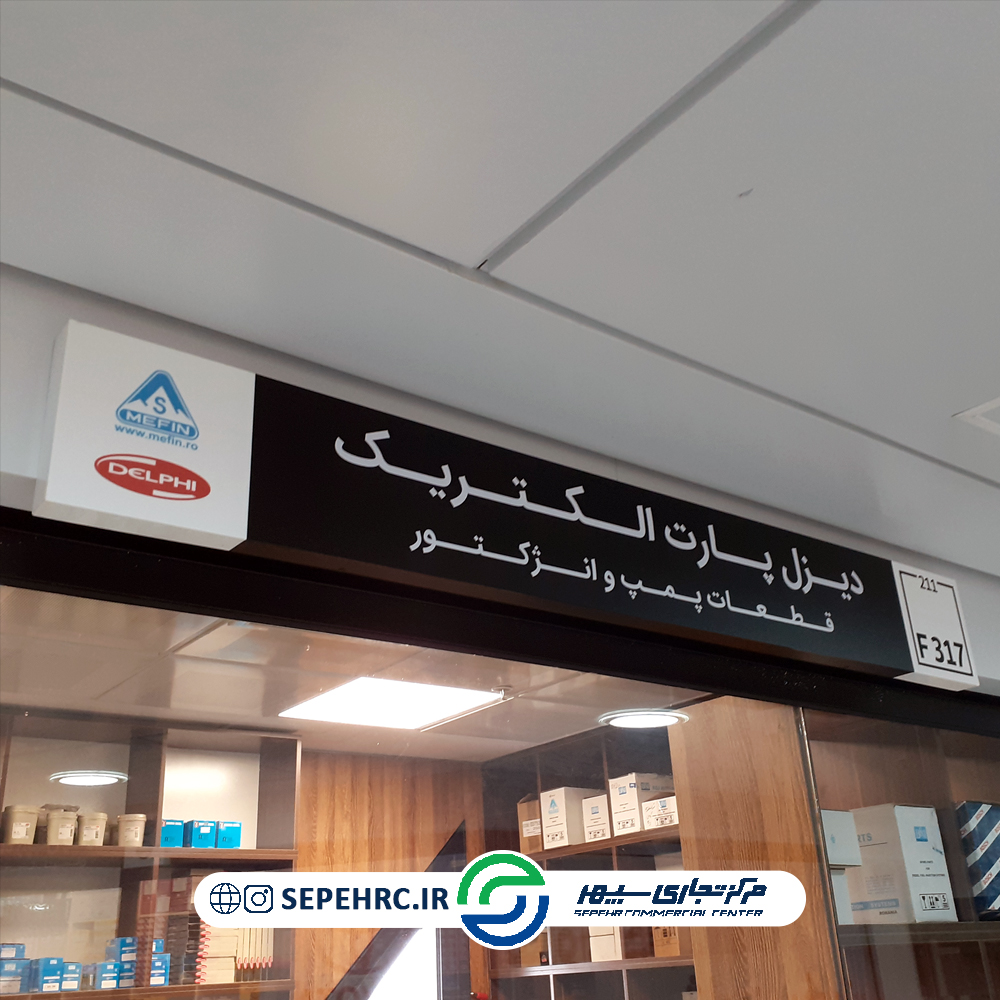 S
MEFIN
www.mefin.ro
DELPHI
دیزل پارت الکتریک
قطعات پمپ و انژکتور
211
F 317
SEPEHRC.IR
مرکز تجاری سپهر
SEPEHR COMMERCIAL CENTER